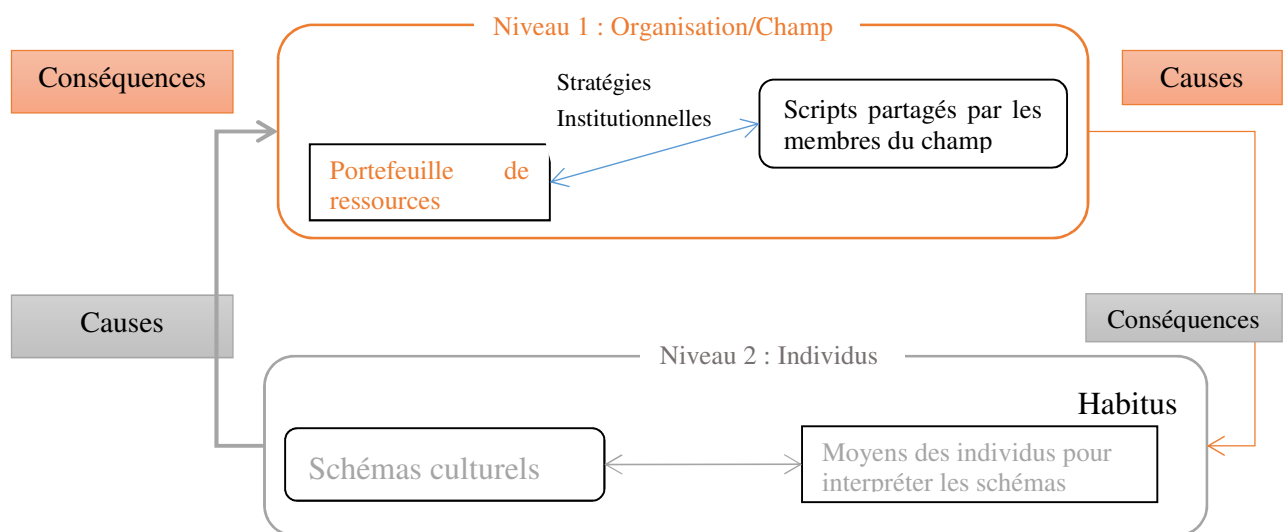 Niveau 1 : Organisation/Champ
Conséquences
Causes
Stratégies
Institutionnelles
Scripts partagés par les
membres du champ
Portefeuille de
ressources
Causes
Conséquences
Niveau 2 : Individus
Habitus
Schémas culturels
Moyens des individus pour
interpréter les schémas